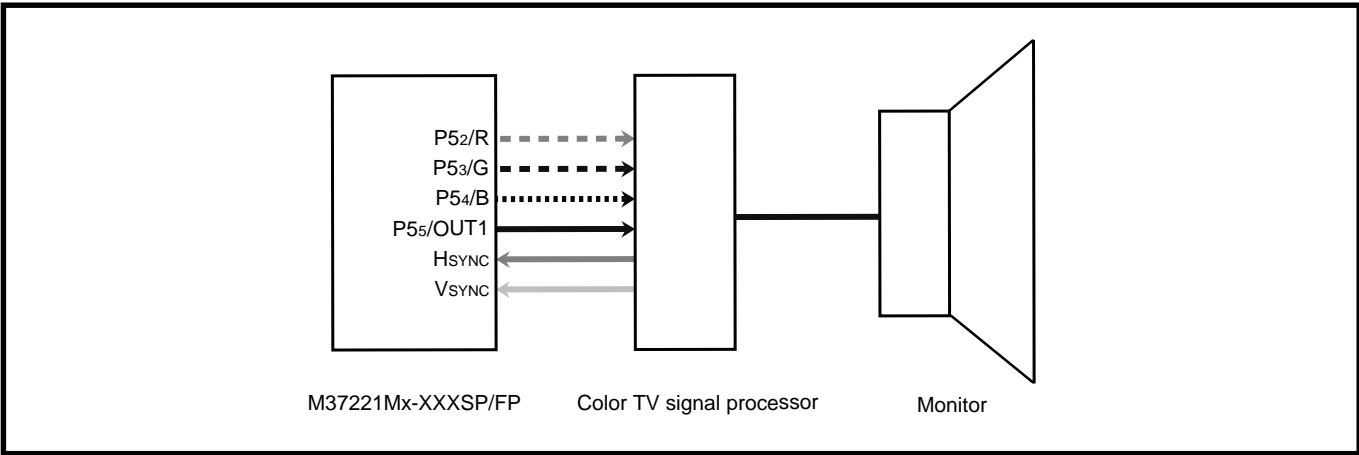 P52/R
P53/G
P54/B
P55/OUT1
HSYNC
VSYNC
M37221Mx-XXXSP/FP
Color TV signal processor
Monitor